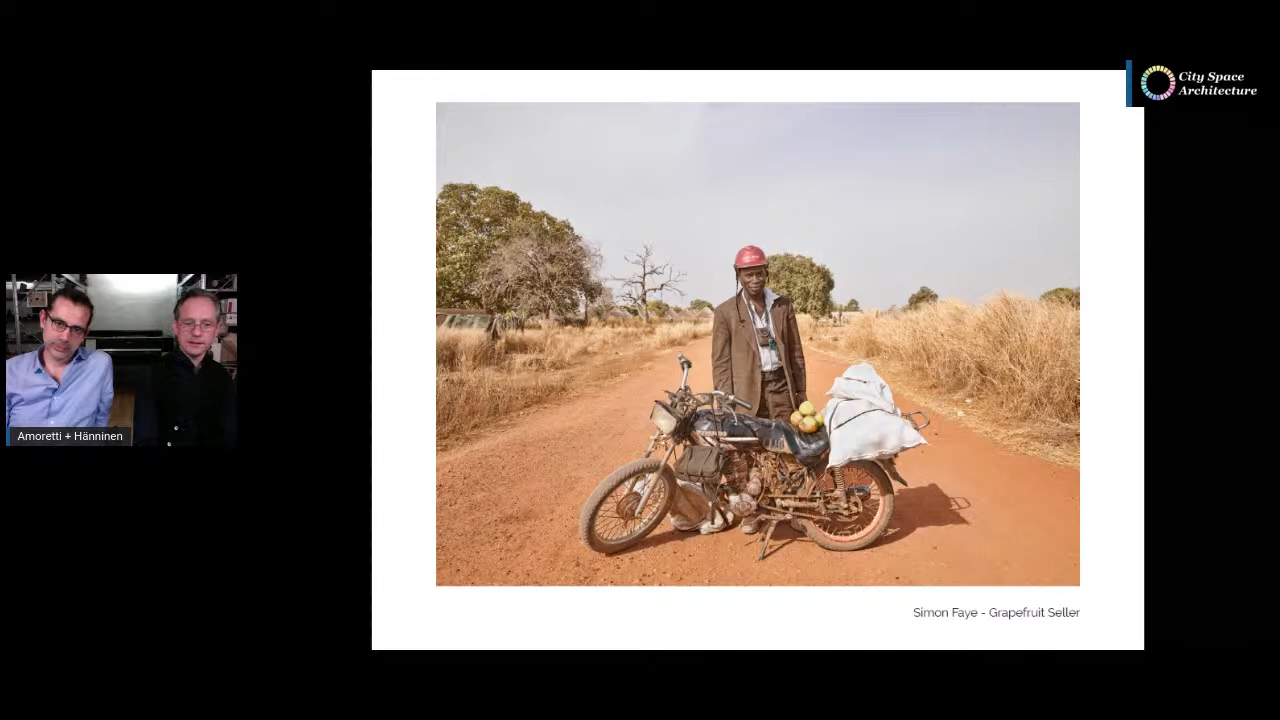 City Space
Architecture
Amoretti + Hänninen
Simon Faye - Grapefruit Seller